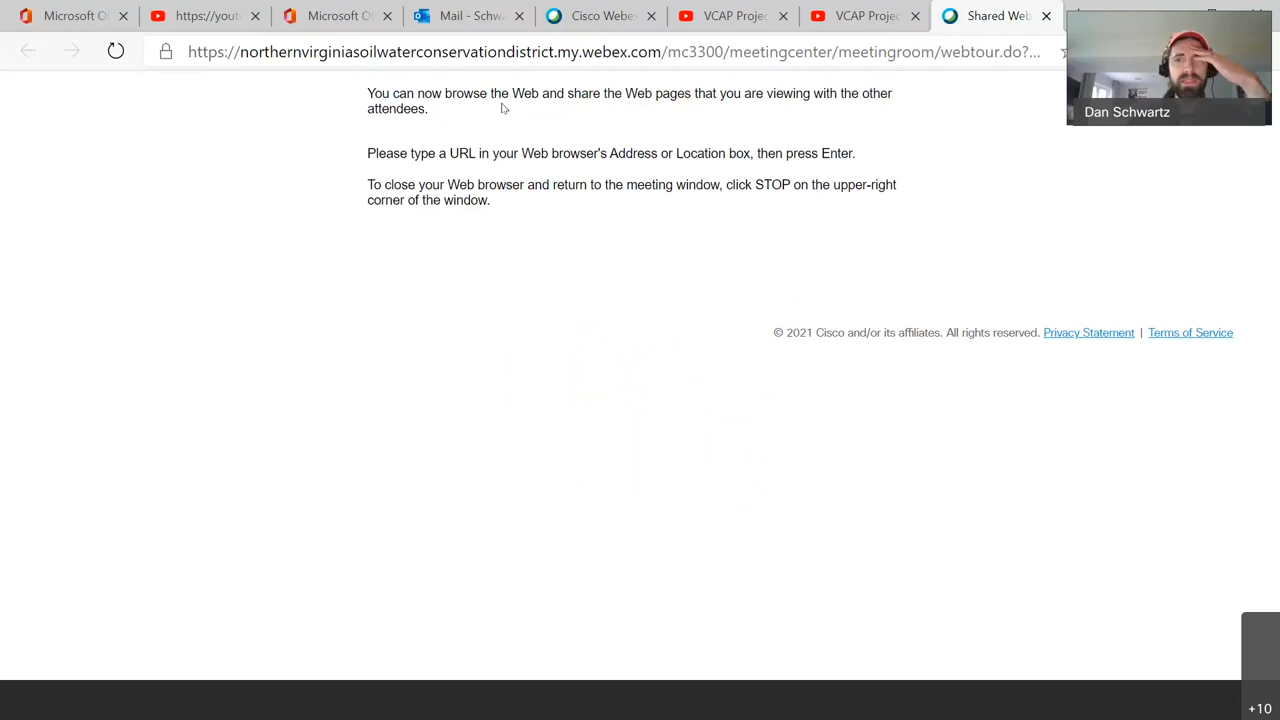 Microsoft Of
https://yout
Microsoft Of
Mail - Schwa
Cisco Webex
VCAP Projec
VCAP Projec
Shared Web
https://northernvirginiasoilwaterconservationdistrict.my.webex.com/mc3300/meetingcenter/meetingroom/webtour.do?...
Dan Schwartz
You can now browse the Web and share the Web pages that you are viewing with the other
attendees.
Please type a URL in your Web browser's Address or Location box, then press Enter.
To close your Web browser and return to the meeting window, click STOP on the upper-right
corner of the window.
© 2021 Cisco and/or its affiliates. All rights reserved. Privacy Statement | Terms of Service
+10